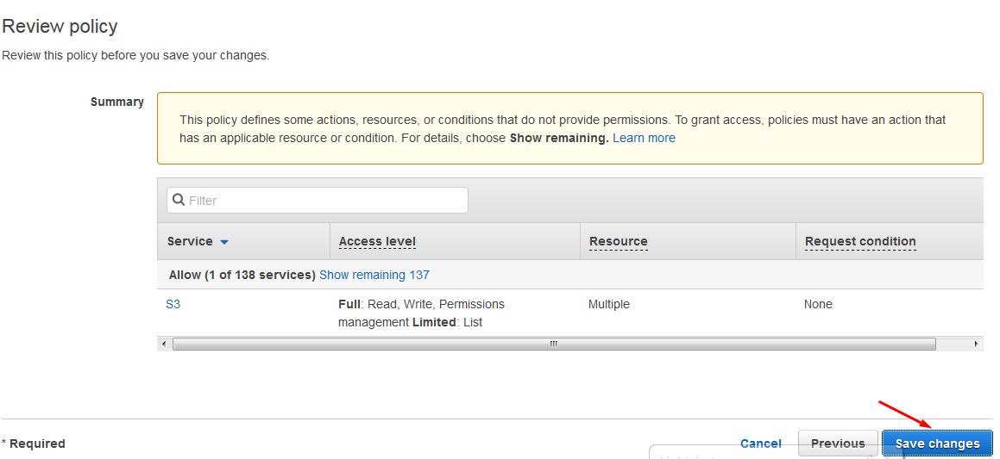 Review policy
Review this policy before you save your changes.
Summary
This policy defines some actions, resources, or conditions that do not provide permissions. To grant access, policies must have an action that
has an applicable resource or condition. For details, choose Show remaining. Learn more
Filter
Service Access level Resource Request condition
Allow (1 of 138 services) Show remaining 137
S3 Full: Read, Write, Permissions Multiple None
management Limited: List
* Required Cancel Previous Save changes